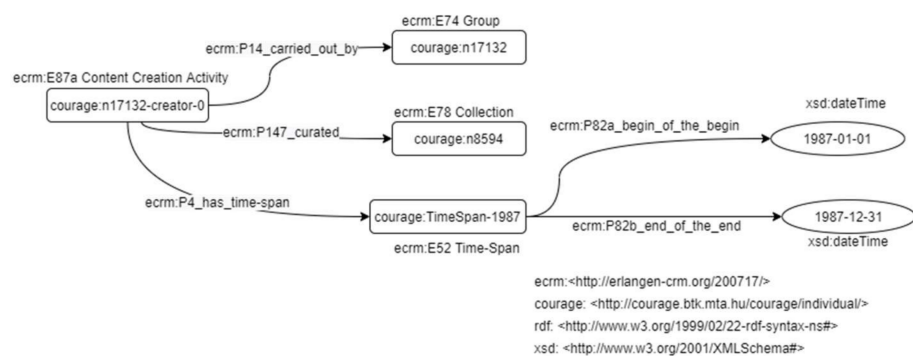 ecrm:E74 Group
courage:n17132
ecrm:P14_carried_out_by
ecrm:E87a Content Creation Activity
courage:n17132-creator-0
ecrm:E78 Collection
courage:n8594
ecrm:P147_curated
xsd:dateTime
ecrm:P82a_begin_of_the_begin
1987-01-01
ecrm:P4_has_time-span
courage:TimeSpan-1987
ecrm:P82b_end_of_the_end
1987-12-31
ecrm:E52 Time-Span
xsd:dateTime
ecrm:<http://erlangen-crm.org/200717/>
courage: <http://courage.btk.mta.hu/courage/individual/>
rdf: <http://www.w3.org/1999/02/22-rdf-syntax-ns#>
xsd: <http://www.w3.org/2001/XMLSchema#>